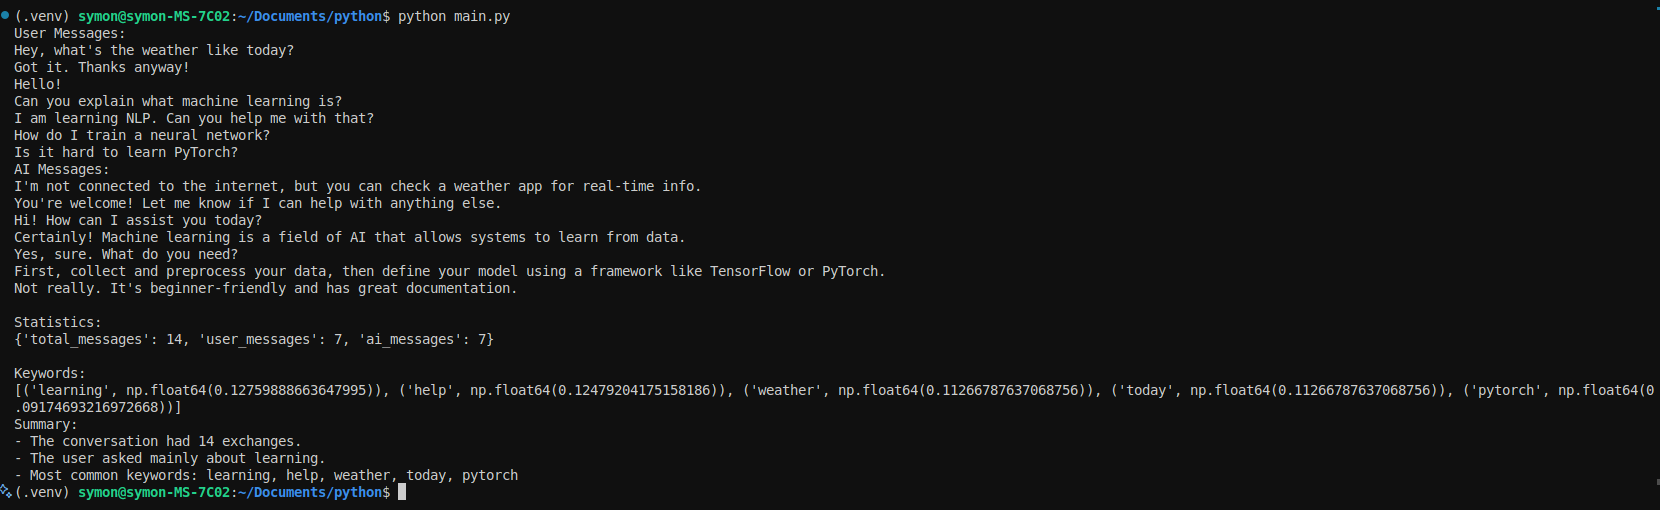 (.venv) symon@symon-MS-7C02:~/Documents/python$ python main.py
User Messages:
Hey, what's the weather like today?
Got it. Thanks anyway!
Hello!
Can you explain what machine learning is?
I am learning NLP. Can you help me with that?
How do I train a neural network?
Is it hard to learn PyTorch?
AI Messages:
I'm not connected to the internet, but you can check a weather app for real-time info.
You're welcome! Let me know if I can help with anything else.
Hi! How can I assist you today?
Certainly! Machine learning is a field of AI that allows systems to learn from data.
Yes, sure. What do you need?
First, collect and preprocess your data, then define your model using a framework like TensorFlow or PyTorch.
Not really. It's beginner-friendly and has great documentation.

Statistics:
{'total_messages': 14, 'user_messages': 7, 'ai_messages': 7}

Keywords:
[('learning', np.float64(0.12759888663647995)), ('help', np.float64(0.12479204175158186)), ('weather', np.float64(0.11266787637068756)), ('today', np.float64(0.11266787637068756)), ('pytorch', np.float64(0
.09174693216972668))]
Summary:
- The conversation had 14 exchanges.
- The user asked mainly about learning.
- Most common keywords: learning, help, weather, today, pytorch
(.venv) symon@symon-MS-7C02:~/Documents/python$